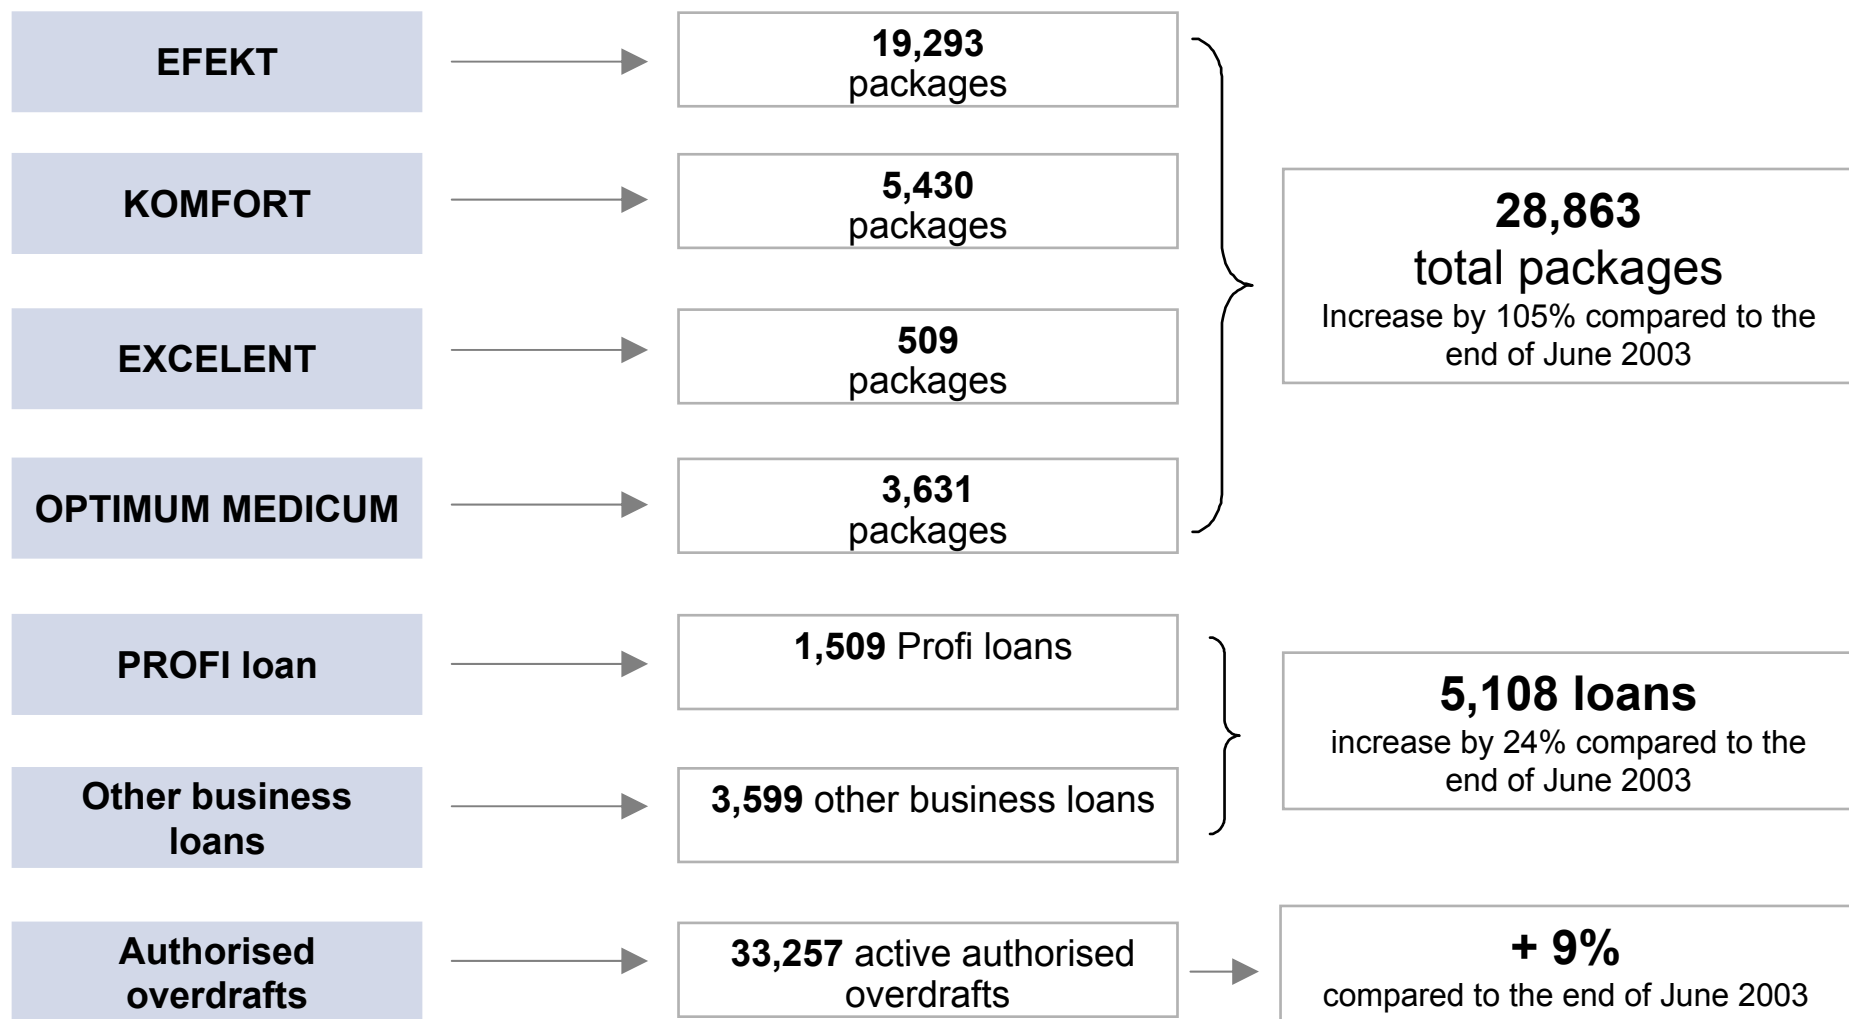 EFEKT
19,293
packages
KOMFORT
5,430
packages
28,863
total packages
Increase by 105% compared to the
end of June 2003
EXCELENT
509
packages
OPTIMUM MEDICUM
3,631
packages
PROFI loan
1,509 Profi loans
5,108 loans
increase by 24% compared to the
end of June 2003
Other business
loans
3,599 other business loans
Authorised
overdrafts
33,257 active authorised
overdrafts
+ 9%
compared to the end of June 2003